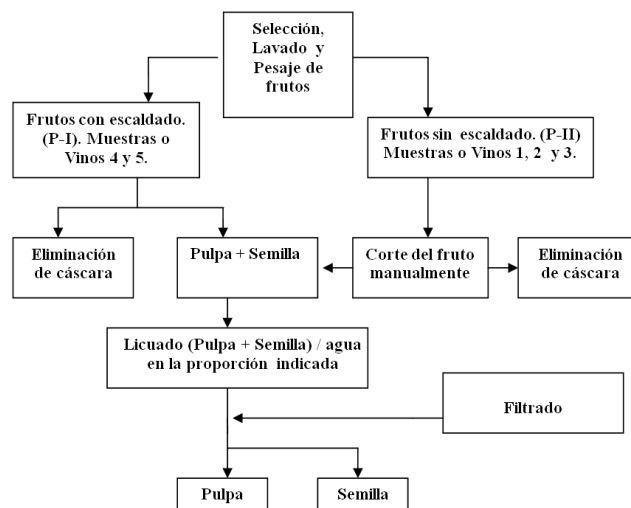 Selección,
Lavado y
Pesaje de
frutos
Frutos con escaldado.
(P-I). Muestras o
Vinos 4 y 5.
Frutos sin escaldado. (P-II)
Muestras o Vinos 1, 2 y 3.
Eliminación
de cáscara
Pulpa + Semilla
Corte del fruto
manualmente
Eliminación
de cáscara
Licuado (Pulpa + Semilla) / agua
en la proporción indicada
Filtrado
Pulpa
Semilla